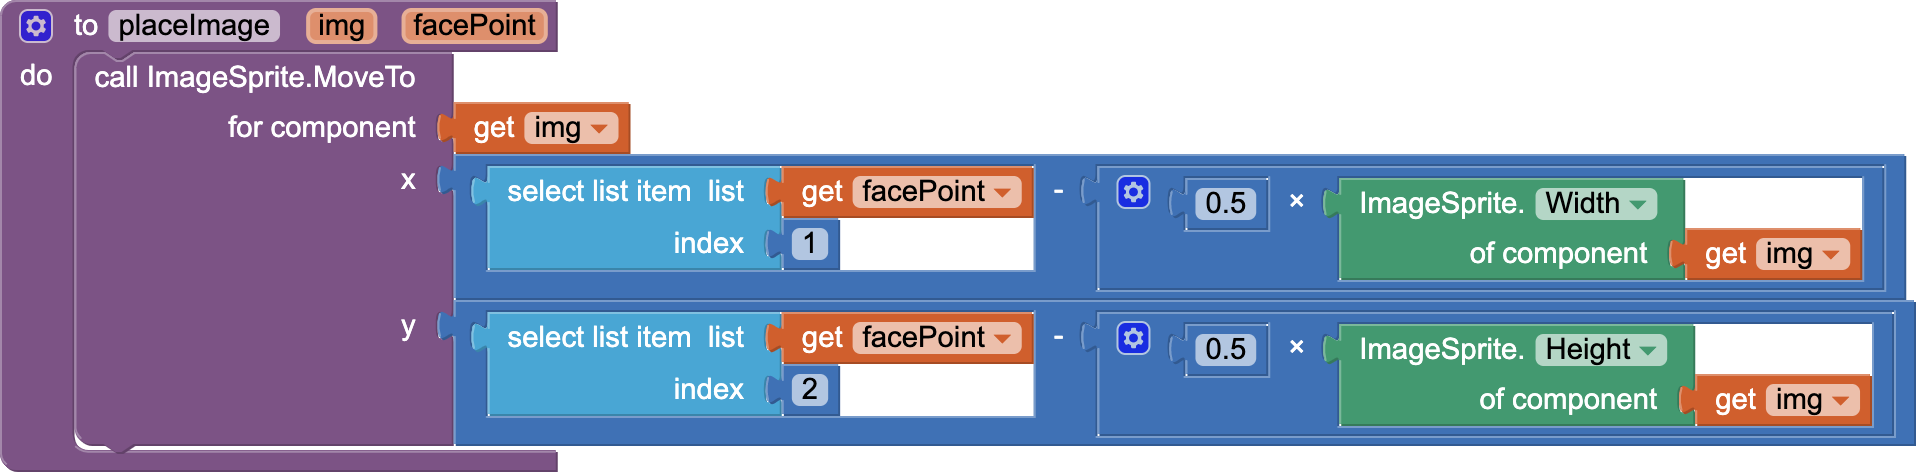 to placeImage img facePoint
do call ImageSprite.MoveTo
for component get img
x select list item list get facePoint - 0.5 × ImageSprite. Width
index 1 of component get img
y select list item list get facePoint - 0.5 × ImageSprite. Height
index 2 of component get img